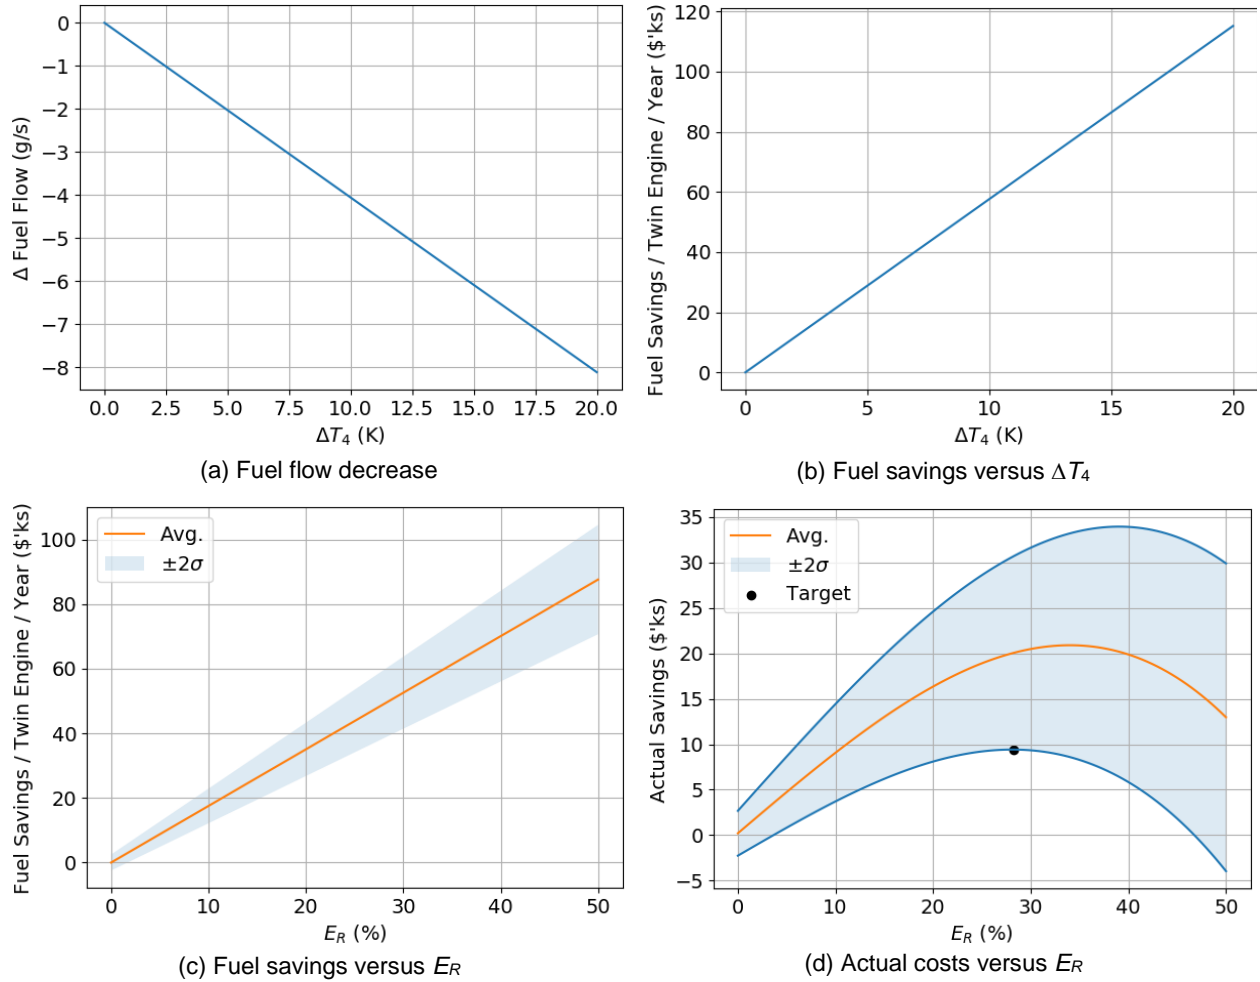 0
−1
−2
−3
−4
−5
−6
−7
−8
Δ Fuel Flow (g/s)
0.0 2.5 5.0 7.5 10.0 12.5 15.0 17.5 20.0
ΔT4 (K)
(a) Fuel flow decrease
120
100
80
60
40
20
0
Fuel Savings / Twin Engine / Year ($'ks)
0 5 10 15 20
ΔT4 (K)
(b) Fuel savings versus ΔT4
Avg.
±2σ
100
80
60
40
20
0
Fuel Savings / Twin Engine / Year ($'ks)
0 10 20 30 40 50
ER (%)
(c) Fuel savings versus ER
Avg.
±2σ
Target
35
30
25
20
15
10
5
0
−5
Actual Savings ($'ks)
0 10 20 30 40 50
ER (%)
(d) Actual costs versus ER